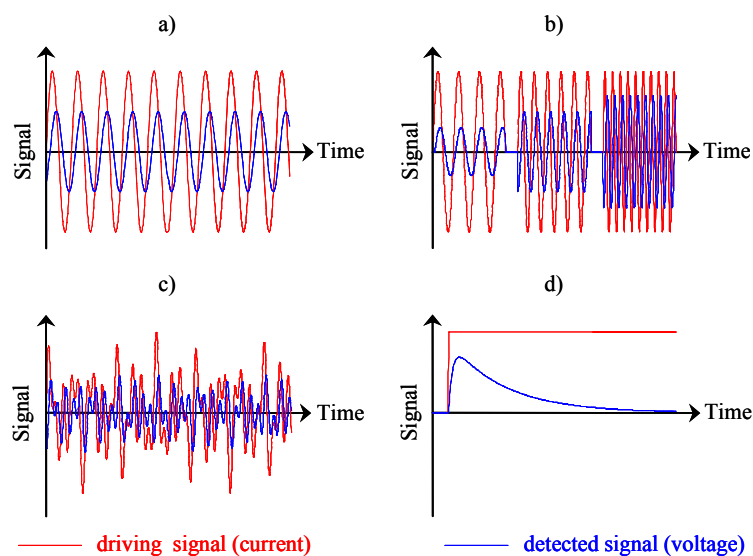 a)
Signal
Time
b)
Signal
Time
c)
Signal
Time
d)
Signal
Time
driving signal (current)
detected signal (voltage)